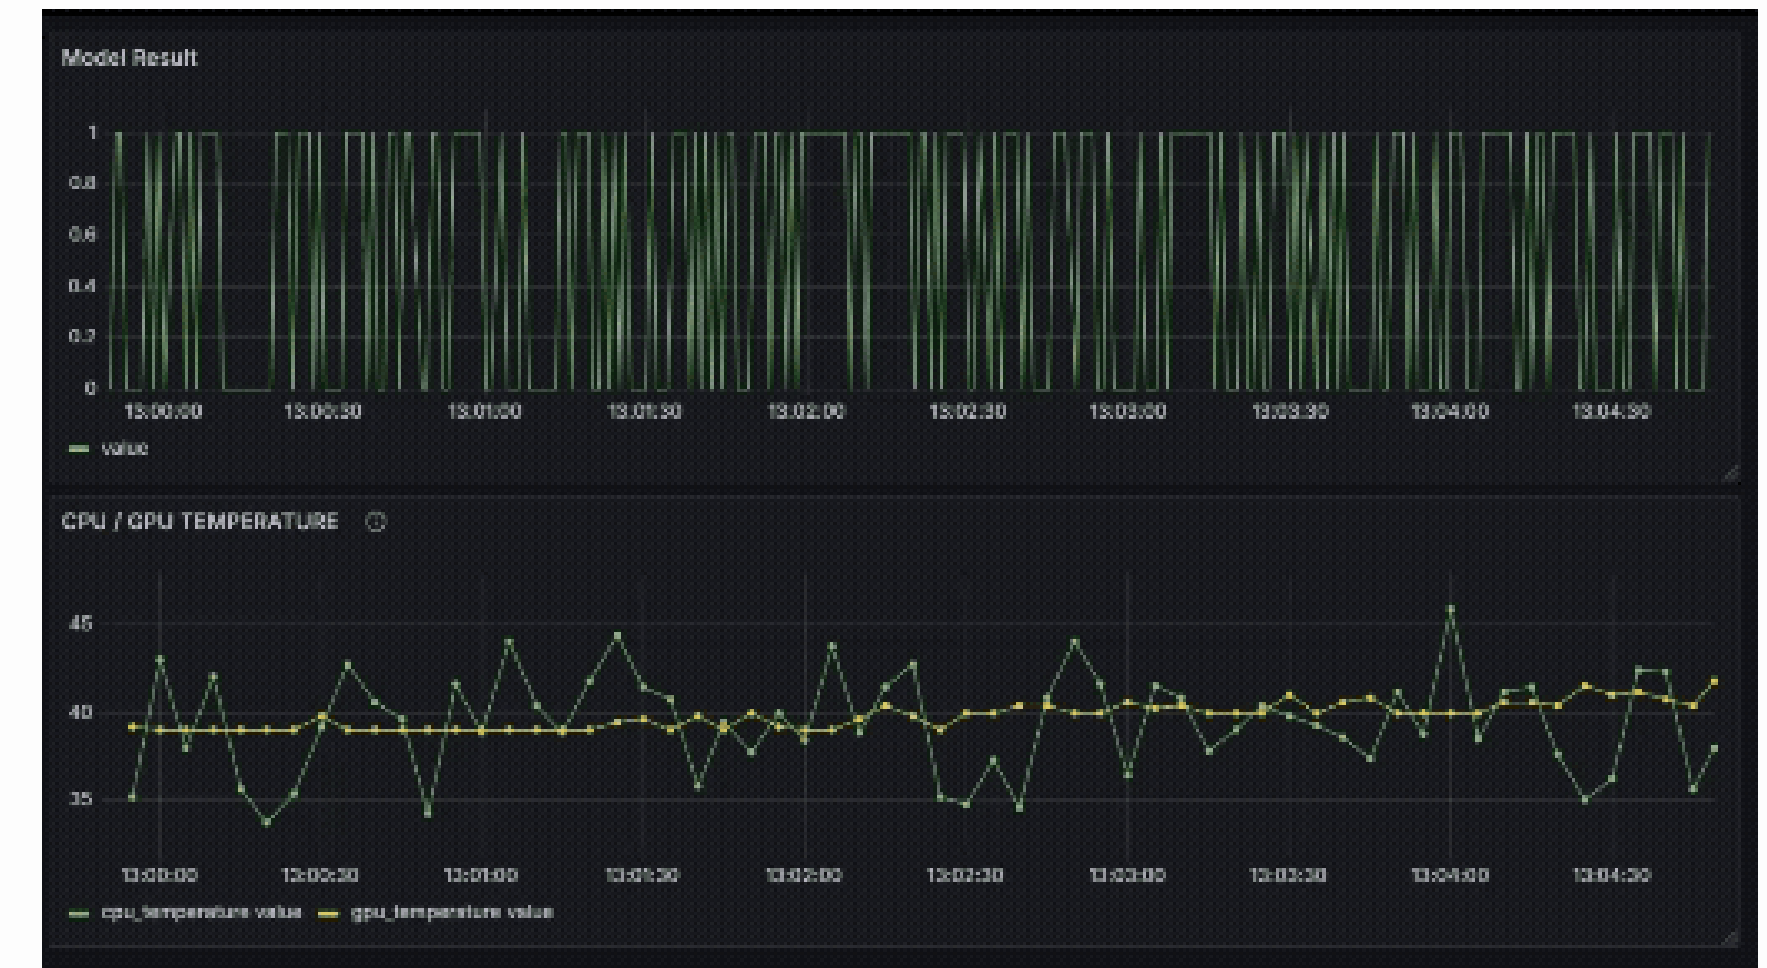 Model Result
1
0.8
0.6
0.4
0.2
0
13:00:00 13:00:30 13:01:00 13:01:30 13:02:00 13:02:30 13:03:00 13:03:30 13:04:00 13:04:30
value
CPU / GPU TEMPERATURE
45
40
35
13:00:00 13:00:30 13:01:00 13:01:30 13:02:00 13:02:30 13:03:00 13:03:30 13:04:00 13:04:30
cpu_temperature value gpu_temperature value